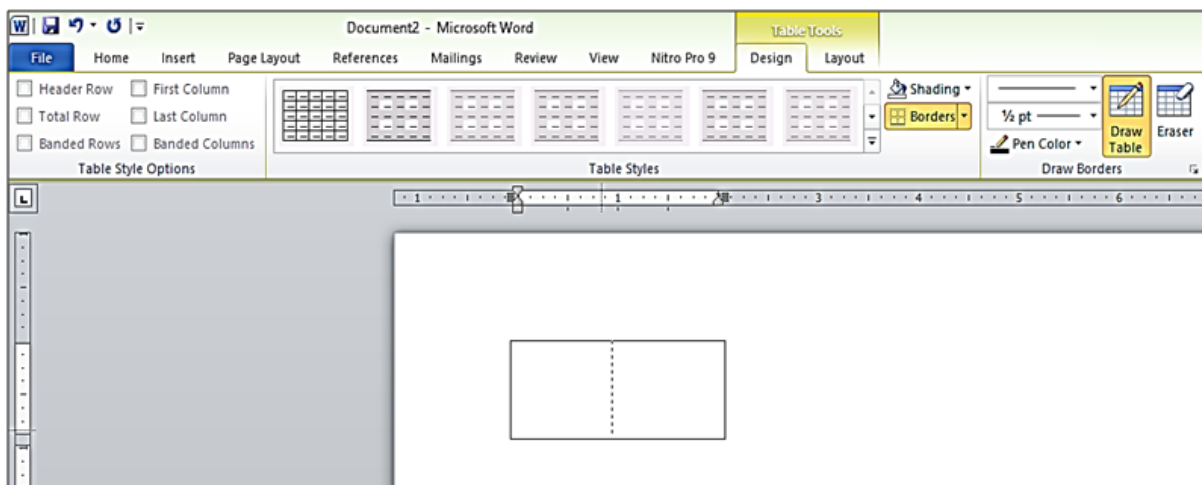 W
Document2 - Microsoft Word
Table Tools
File Home Insert Page Layout References Mailings Review View Nitro Pro 9 Design Layout
Header Row First Column
Total Row Last Column
Banded Rows Banded Columns
Table Style Options
Table Styles
Shading
Borders
½ pt
Pen Color
Draw Table
Eraser
Draw Borders
L
1 1 3 4 5 6